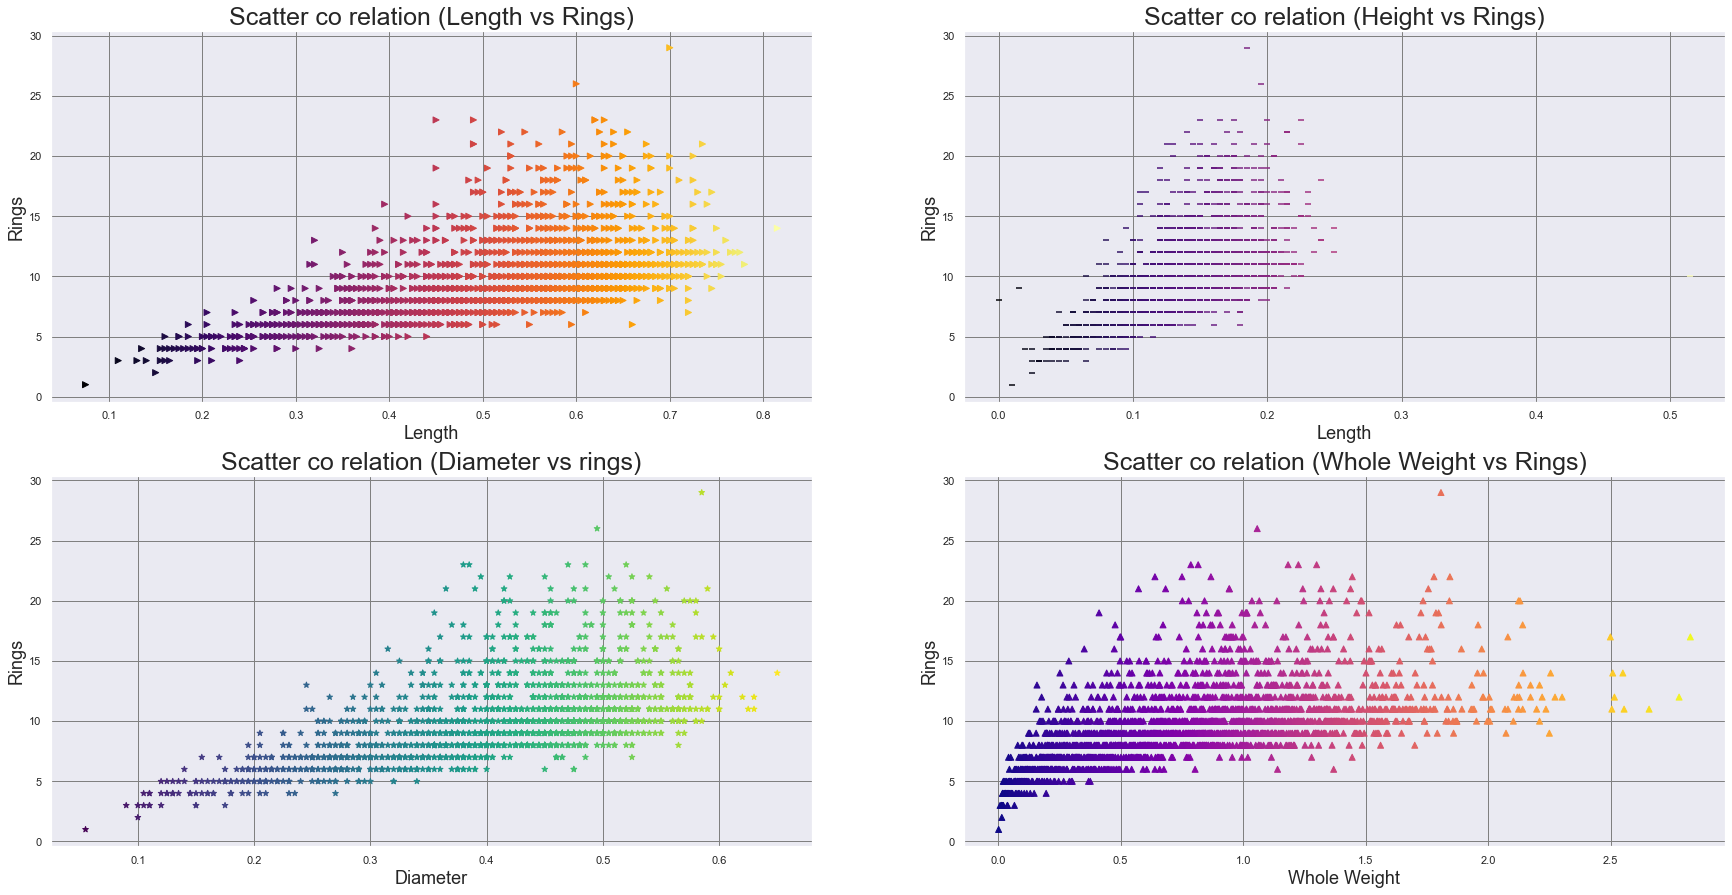 Scatter co relation (Length vs Rings)
30
25
20
15
10
5
0
Rings
0.1 0.2 0.3 0.4 0.5 0.6 0.7 0.8
Length
Scatter co relation (Height vs Rings)
30
25
20
15
10
5
0
Rings
0.0 0.1 0.2 0.3 0.4 0.5
Length
Scatter co relation (Diameter vs rings)
30
25
20
15
10
5
0
Rings
0.1 0.2 0.3 0.4 0.5 0.6
Diameter
Scatter co relation (Whole Weight vs Rings)
30
25
20
15
10
5
0
Rings
0.0 0.5 1.0 1.5 2.0 2.5
Whole Weight